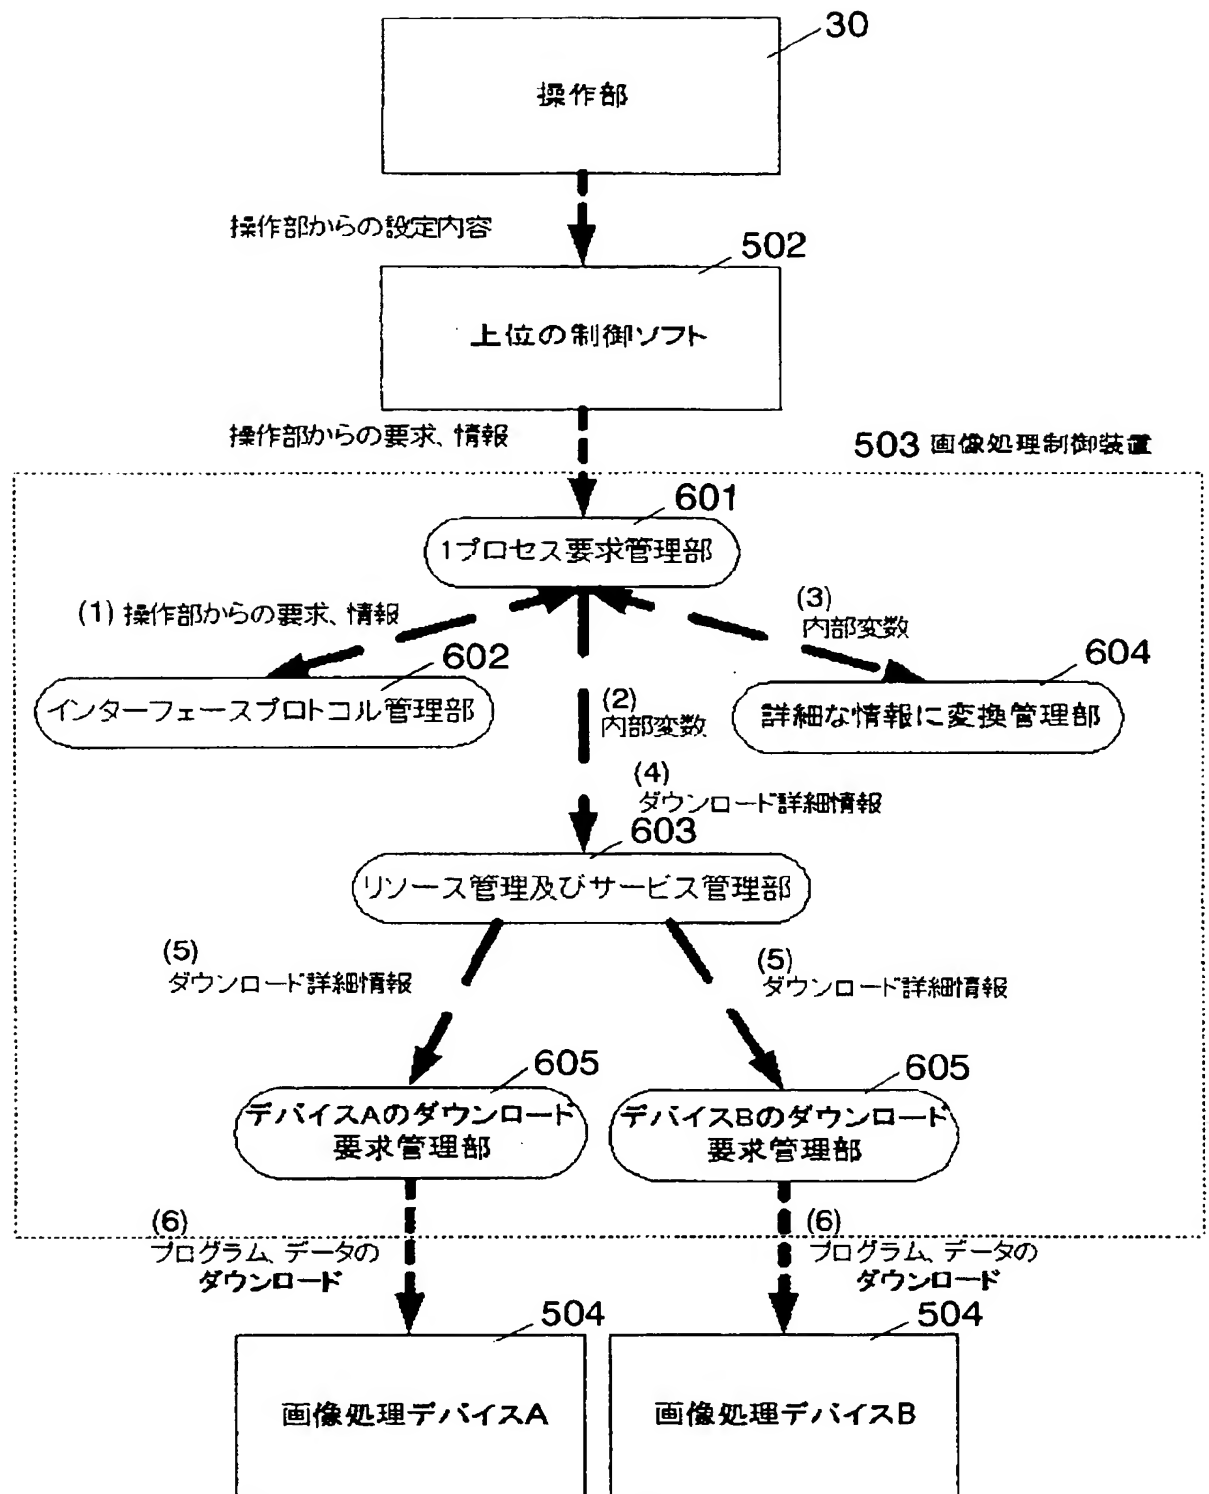 30
操作部
操作部からの設定内容
502
上位の制御ソフト
操作部からの要求、情報
503 画像処理制御装置
601
1プロセス要求管理部
(1) 操作部からの要求、情報
(3)
内部変数
602
604
インターフェースプロトコル管理部
(2)
内部変数
詳細な情報に変換管理部
(4)
ダウンロード詳細情報
603
リソース管理及びサービス管理部
(5)
ダウンロード詳細情報
(5)
ダウンロード詳細情報
605
605
デバイスAのダウンロード
要求管理部
デバイスBのダウンロード
要求管理部
(6)
プログラム、データの
ダウンロード
(6)
プログラム、データの
ダウンロード
504
504
画像処理デバイスA
画像処理デバイスB